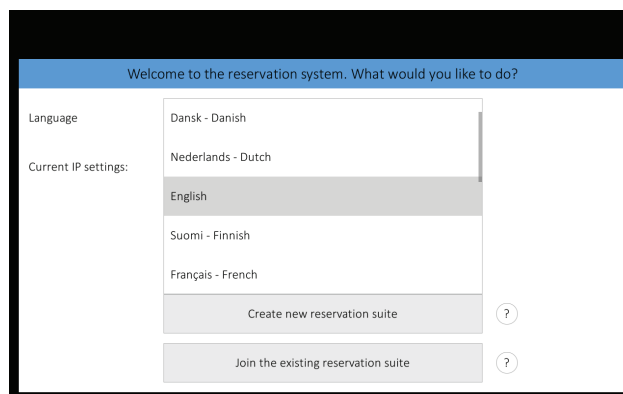 Welcome to the reservation system. What would you like to do?
Language
Dansk - Danish
Nederlands - Dutch
Current IP settings:
English
Suomi - Finnish
Français - French
Create new reservation suite ?
Join the existing reservation suite ?